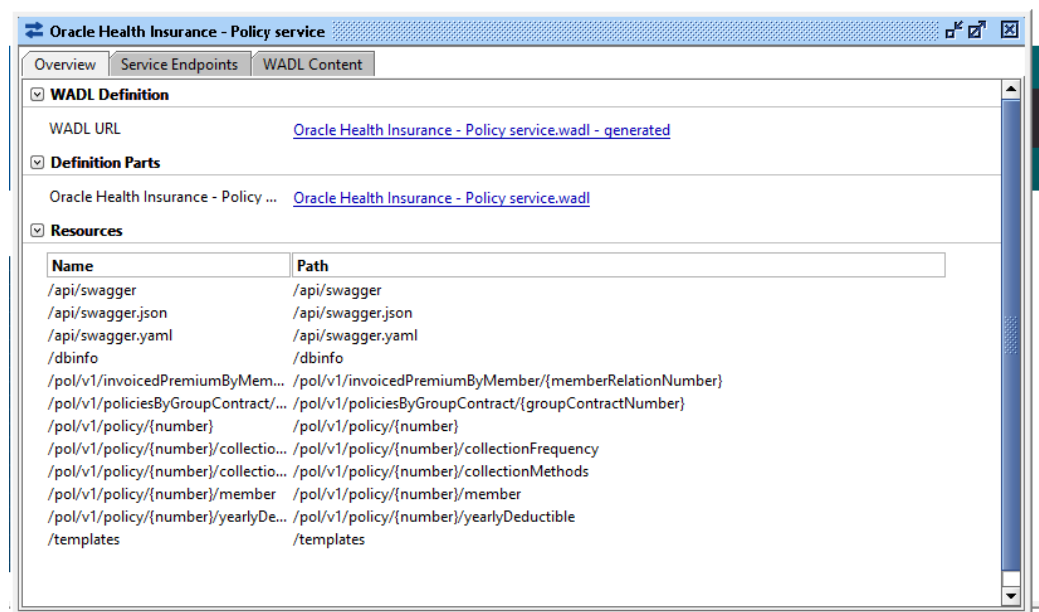 Oracle Health Insurance - Policy service
Overview Service Endpoints WADL Content
WADL Definition
WADL URL Oracle Health Insurance - Policy service.wadl - generated
Definition Parts
Oracle Health Insurance - Policy ... Oracle Health Insurance - Policy service.wadl
Resources
Name Path
/api/swagger /api/swagger
/api/swagger.json /api/swagger.json
/api/swagger.yaml /api/swagger.yaml
/dbinfo /dbinfo
/pol/v1/invoicedPremiumByMem... /pol/v1/invoicedPremiumByMember/{memberRelationNumber}
/pol/v1/policiesByGroupContract/... /pol/v1/policiesByGroupContract/{groupContractNumber}
/pol/v1/policy/{number} /pol/v1/policy/{number}
/pol/v1/policy/{number}/collectio... /pol/v1/policy/{number}/collectionFrequency
/pol/v1/policy/{number}/collectio... /pol/v1/policy/{number}/collectionMethods
/pol/v1/policy/{number}/member /pol/v1/policy/{number}/member
/pol/v1/policy/{number}/yearlyDe... /pol/v1/policy/{number}/yearlyDeductible
/templates /templates